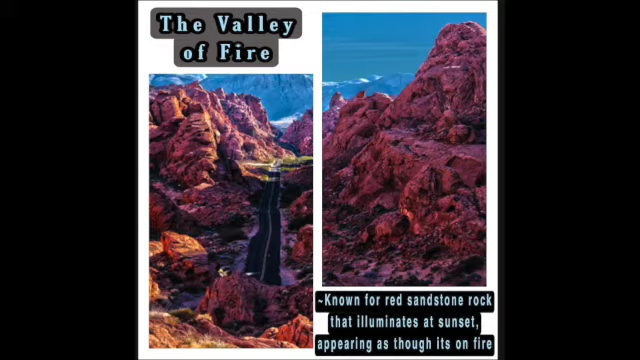 The Valley
of Fire
~Known for red sandstone rock
that illuminates at sunset,
appearing as though its on fire